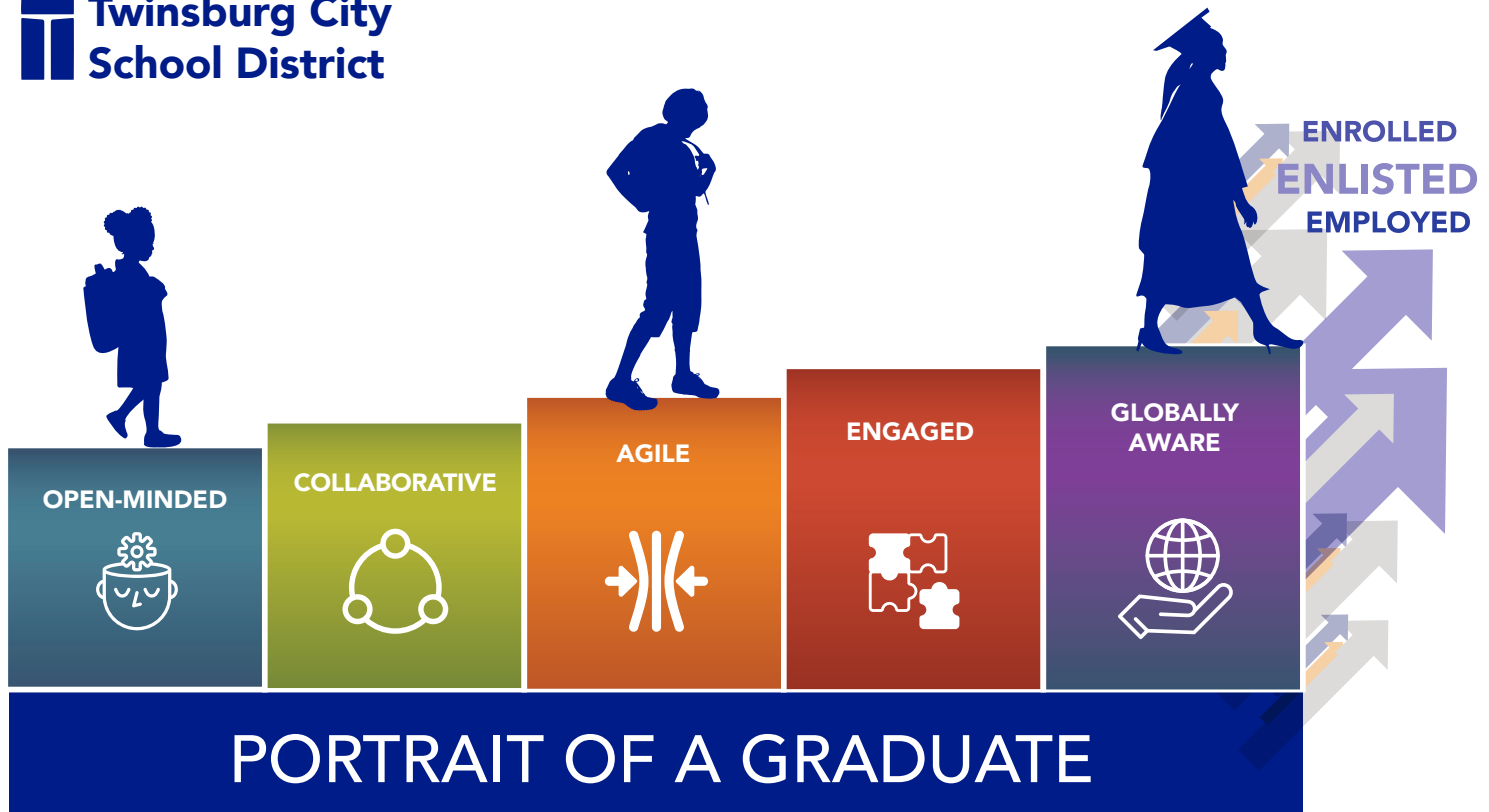 Twinsburg City
School District
ENROLLED
ENLISTED
EMPLOYED
OPEN-MINDED
COLLABORATIVE
AGILE
ENGAGED
GLOBALLY
AWARE
PORTRAIT OF A GRADUATE